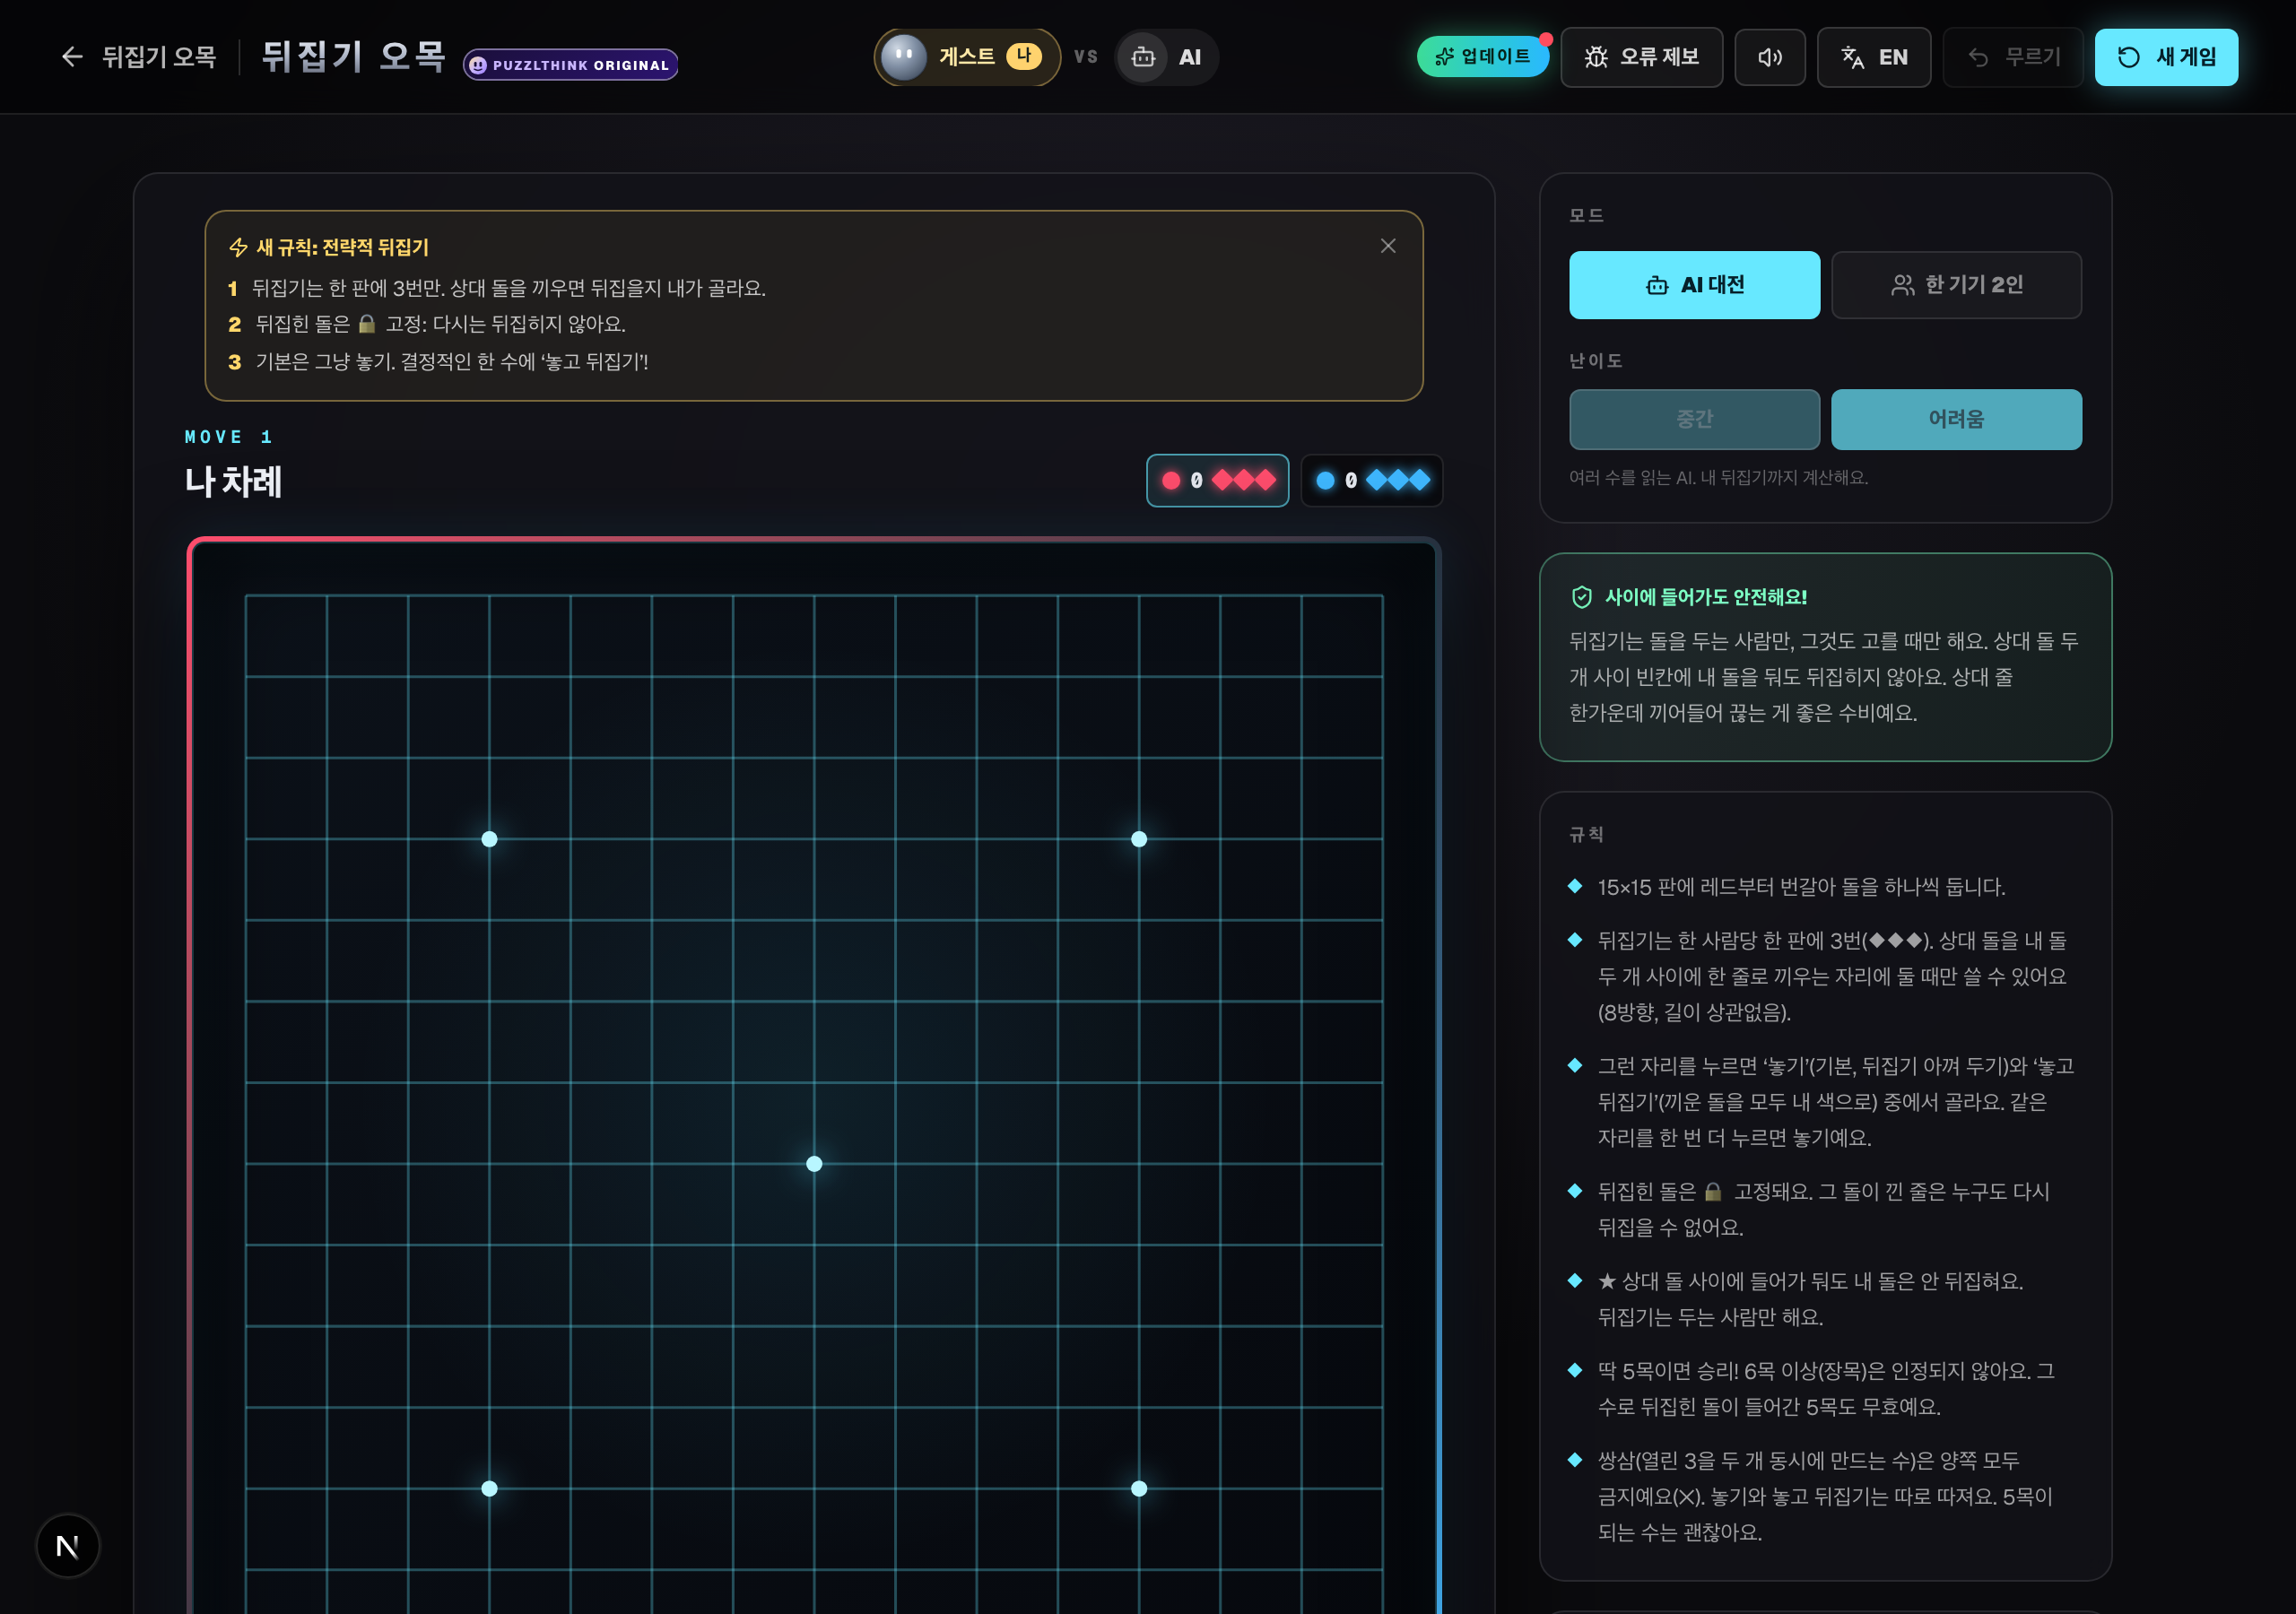 뒤집기 오목
뒤집기 오목
PUZZLTHINK ORIGINAL
게스트 나 VS AI
업데이트
오류 제보
EN
무르기
새 게임
새 규칙: 전략적 뒤집기
1 뒤집기는 한 판에 3번만. 상대 돌을 끼우면 뒤집을지 내가 골라요.
2 뒤집힌 돌은 🔒 고정: 다시는 뒤집히지 않아요.
3 기본은 그냥 놓기. 결정적인 한 수에 ‘놓고 뒤집기’!
MOVE 1
나 차례
0 ◆◆◆
0 ◆◆◆
모드
AI 대전
한 기기 2인
난이도
중간
어려움
여러 수를 읽는 AI. 내 뒤집기까지 계산해요.
사이에 들어가도 안전해요!
뒤집기는 돌을 두는 사람만, 그것도 고를 때만 해요. 상대 돌 두
개 사이 빈칸에 내 돌을 둬도 뒤집히지 않아요. 상대 줄
한가운데 끼어들어 끊는 게 좋은 수비예요.
규칙
◆ 15×15 판에 레드부터 번갈아 돌을 하나씩 둡니다.
◆ 뒤집기는 한 사람당 한 판에 3번(◆◆◆). 상대 돌을 내 돌
두 개 사이에 한 줄로 끼우는 자리에 둘 때만 쓸 수 있어요
(8방향, 길이 상관없음).
◆ 그런 자리를 누르면 ‘놓기’(기본, 뒤집기 아껴 두기)와 ‘놓고
뒤집기’(끼운 돌을 모두 내 색으로) 중에서 골라요. 같은
자리를 한 번 더 누르면 놓기예요.
◆ 뒤집힌 돌은 🔒 고정돼요. 그 돌이 낀 줄은 누구도 다시
뒤집을 수 없어요.
◆ ★ 상대 돌 사이에 들어가 둬도 내 돌은 안 뒤집혀요.
뒤집기는 두는 사람만 해요.
◆ 딱 5목이면 승리! 6목 이상(장목)은 인정되지 않아요. 그
수로 뒤집힌 돌이 들어간 5목도 무효예요.
◆ 쌍삼(열린 3을 두 개 동시에 만드는 수)은 양쪽 모두
금지예요(✕). 놓기와 놓고 뒤집기는 따로 따져요. 5목이
되는 수는 괜찮아요.
N